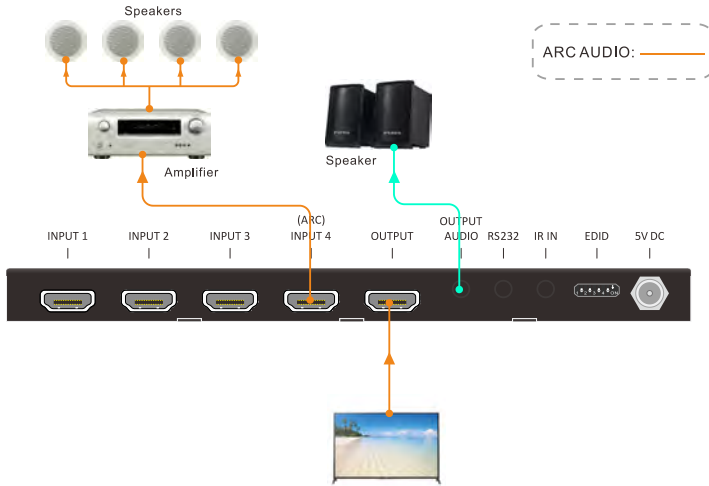 Speakers
ARC AUDIO:
Amplifier
Speaker
INPUT 1
INPUT 2
INPUT 3
(ARC)
INPUT 4
OUTPUT
OUTPUT
AUDIO
RS232
IR IN
EDID
5V DC